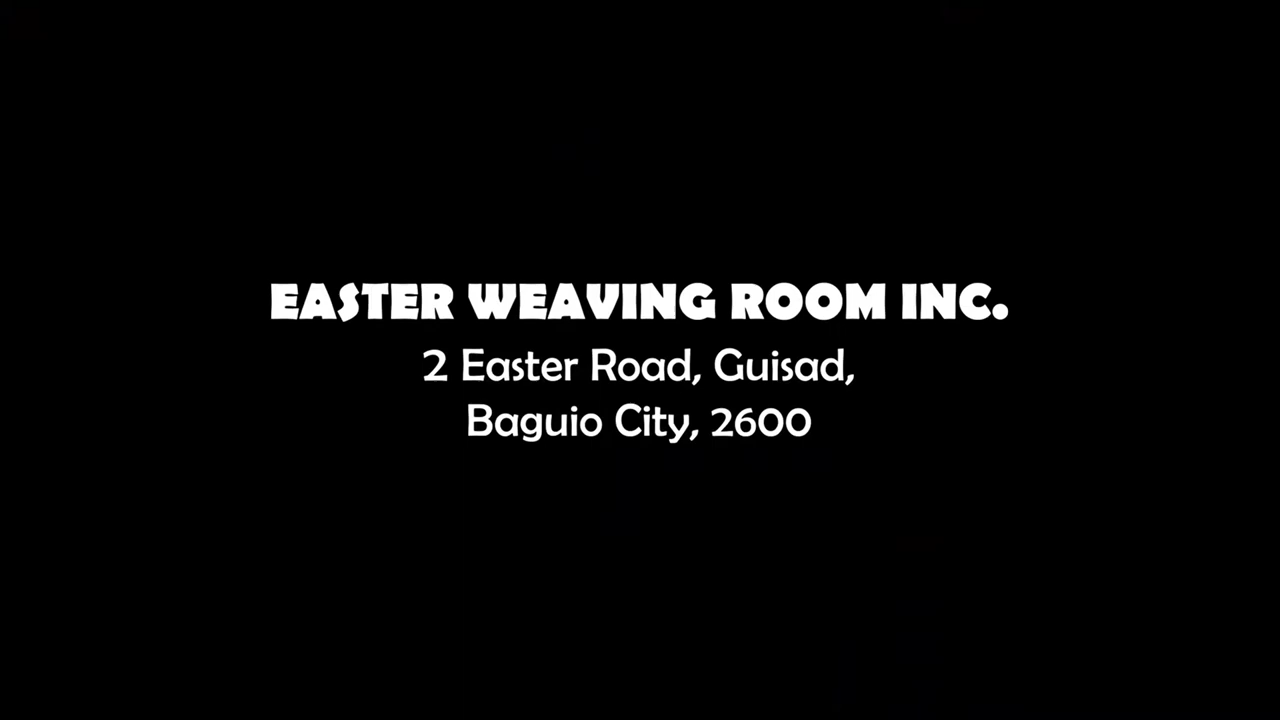 EASTER WEAVING ROOM INC.
2 Easter Road, Guisad,
Baguio City, 2600